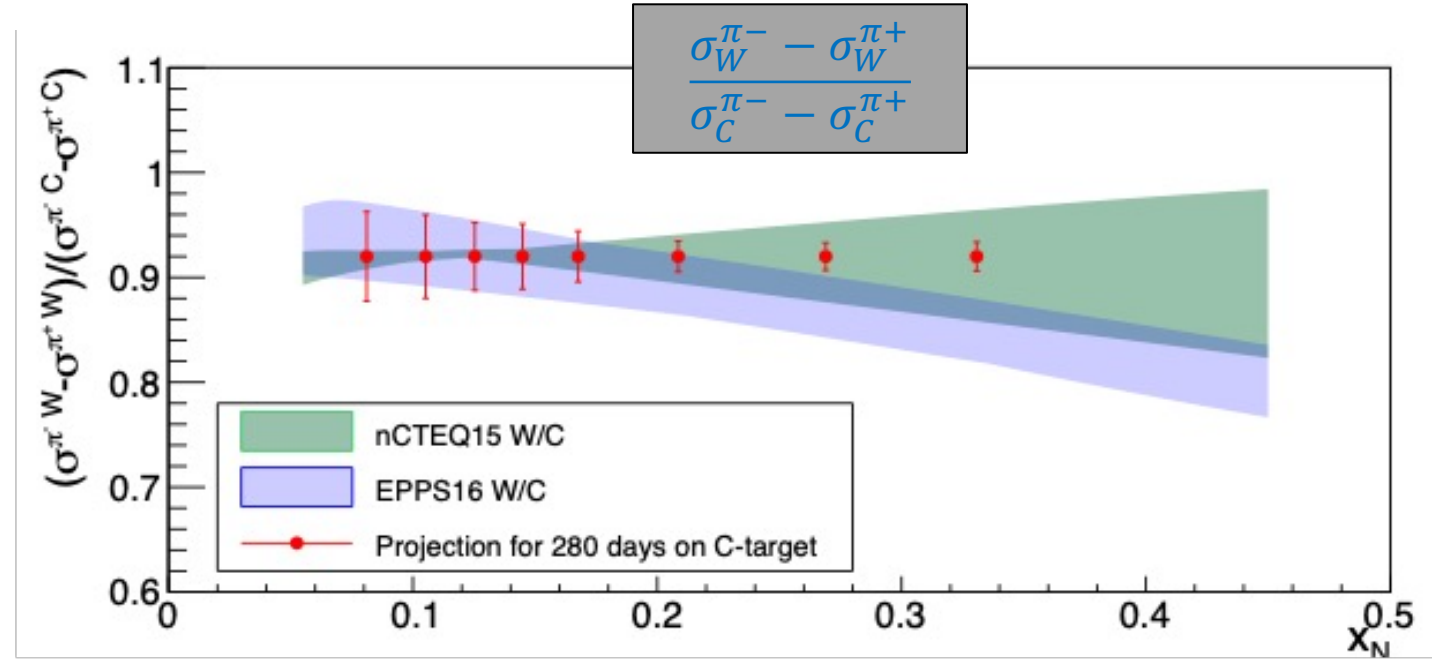 σ_W^{π−} − σ_W^{π+}
σ_C^{π−} − σ_C^{π+}
(σ^{π^-} W-σ^{π^+} W)/(σ^{π^-} C-σ^{π^+} C)
1.1
1
0.9
0.8
0.7
0.6
nCTEQ15 W/C
EPPS16 W/C
Projection for 280 days on C-target
0 0.1 0.2 0.3 0.4 0.5
x_N